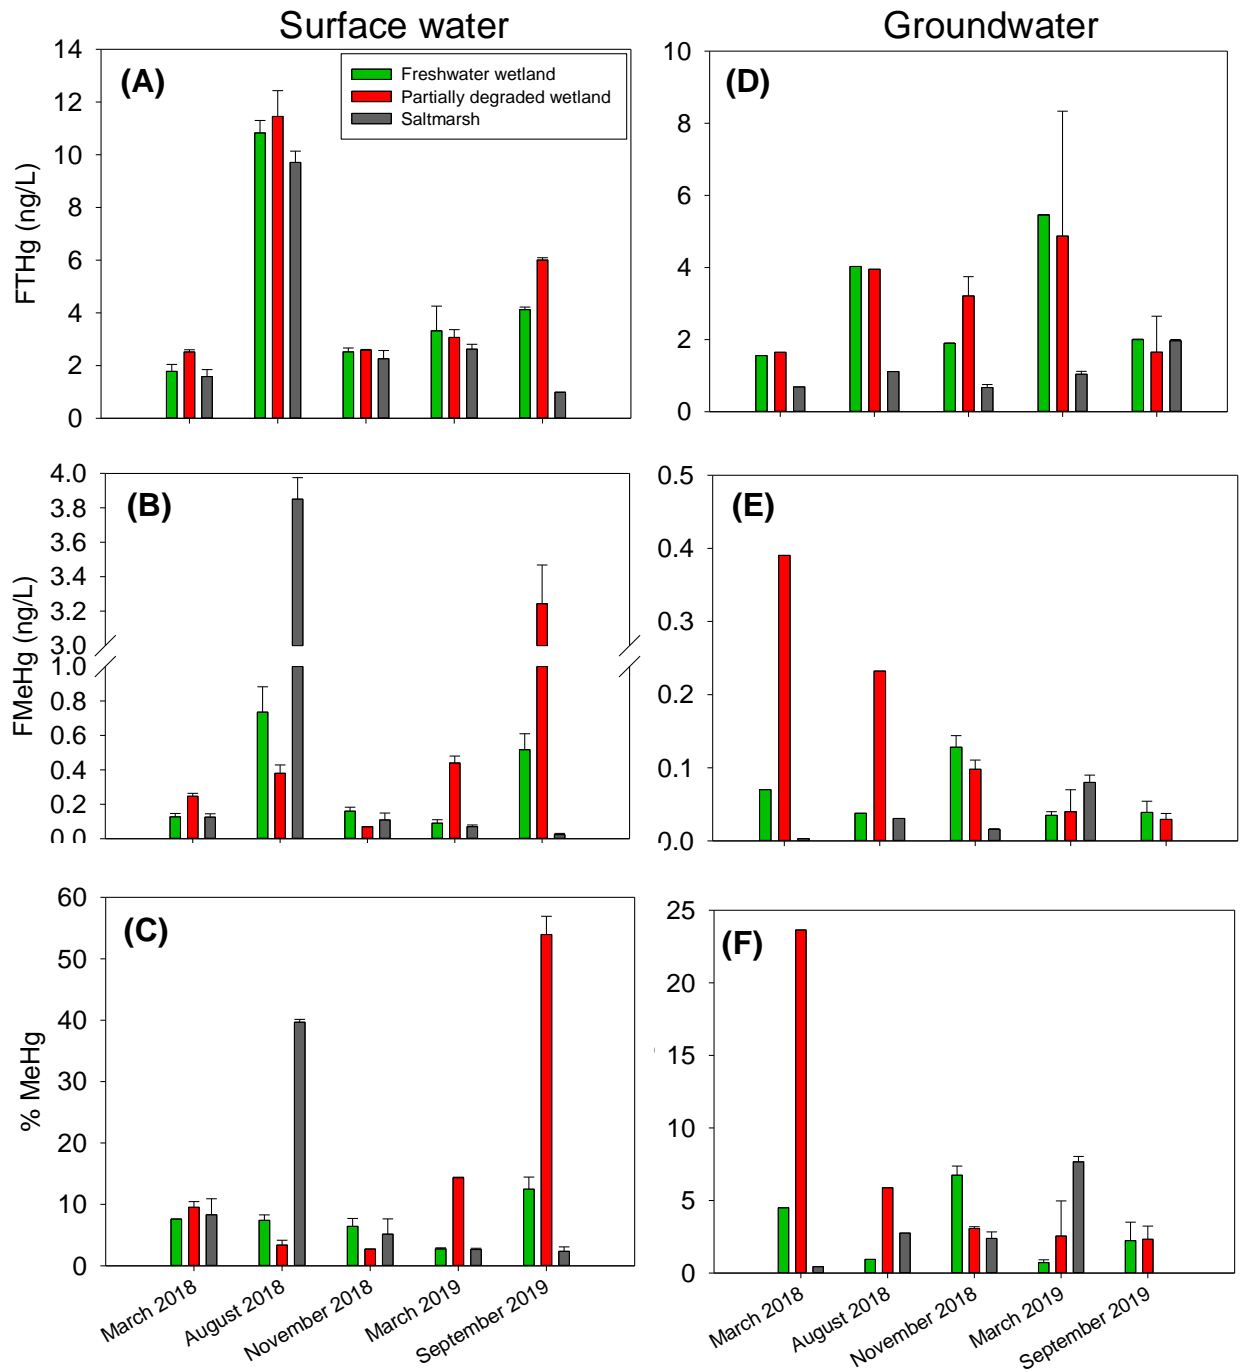 Surface water
Groundwater
(A)
Freshwater wetland
Partially degraded wetland
Saltmarsh
FTHg (ng/L)
14
12
10
8
6
4
2
0
(D)
10
8
6
4
2
0
(B)
FMeHg (ng/L)
4.0
3.8
3.6
3.4
3.2
3.0
1.0
0.8
0.6
0.4
0.2
0.0
(E)
0.5
0.4
0.3
0.2
0.1
0.0
(C)
% MeHg
60
50
40
30
20
10
0
March 2018
August 2018
November 2018
March 2019
September 2019
(F)
25
20
15
10
5
0
March 2018
August 2018
November 2018
March 2019
September 2019